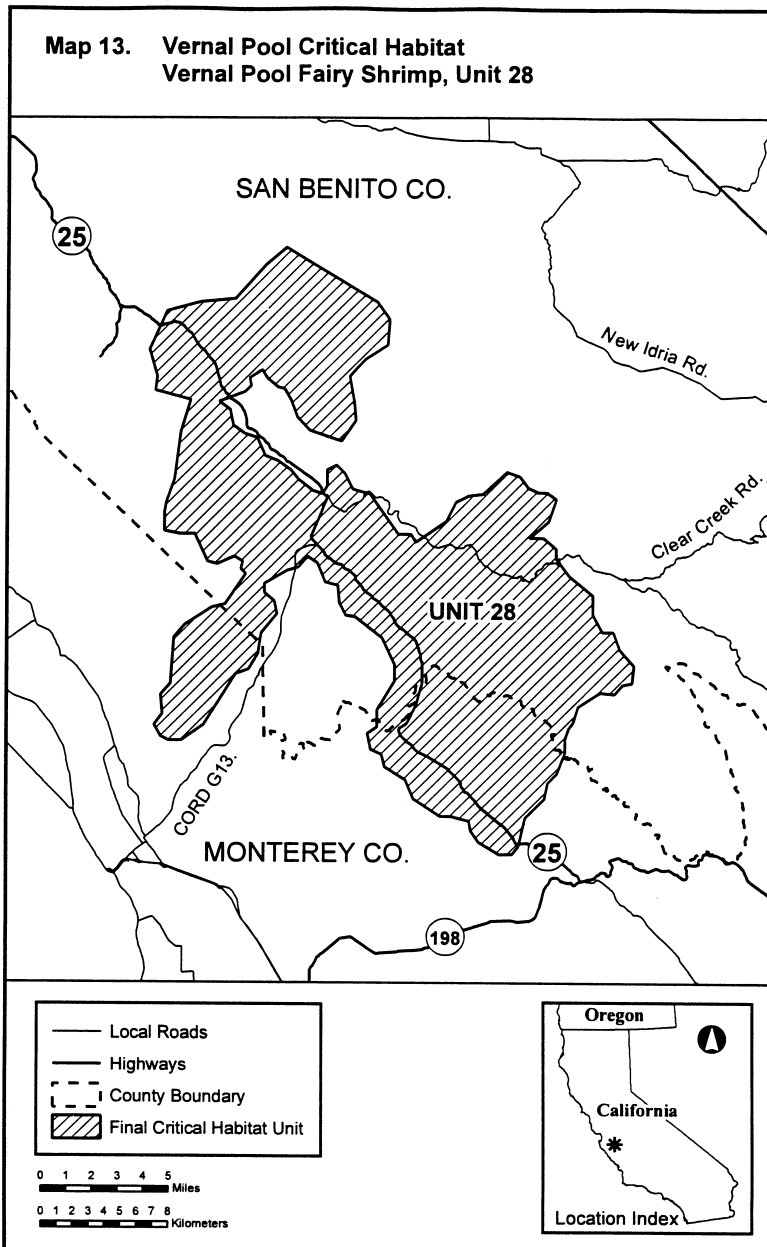 Map 13. Vernal Pool Critical Habitat
Vernal Pool Fairy Shrimp, Unit 28
SAN BENITO CO.
25
New Idria Rd.
Clear Creek Rd.
UNIT 28
CORD G13.
MONTEREY CO.
25
198
Local Roads
Highways
County Boundary
Final Critical Habitat Unit
0 1 2 3 4 5
Miles
0 1 2 3 4 5 6 7 8
Kilometers
Oregon
California
Location Index